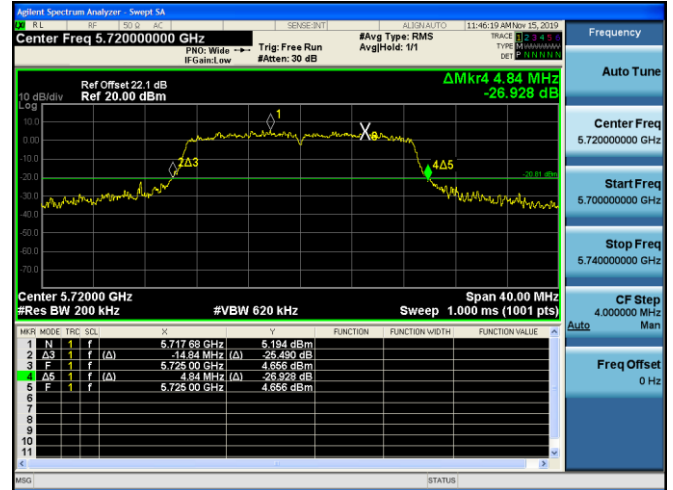 Agilent Spectrum Analyzer - Swept SA
RL RF 50 Ω AC SENSE:INT ALIGN AUTO 11:46:19 AM Nov 15, 2019
Center Freq 5.720000000 GHz
PNO: Wide
IFGain:Low
Trig: Free Run
#Atten: 30 dB
#Avg Type: RMS
Avg|Hold: 1/1
TRACE 1 2 3 4 5 6
TYPE M
DET P N N N N N
Ref Offset 22.1 dB
10 dB/div Ref 20.00 dBm
Log
ΔMkr4 4.84 MHz
-26.928 dB
10.0
0.00
-10.0
-20.0
-30.0
-40.0
-50.0
-60.0
-70.0
1
2Δ3
4Δ5
-20.81 dBm
Center 5.72000 GHz Span 40.00 MHz
#Res BW 200 kHz #VBW 620 kHz Sweep 1.000 ms (1001 pts)
MKR MODE TRC SCL X Y FUNCTION FUNCTION WIDTH FUNCTION VALUE
1 N 1 f 5.717 68 GHz 5.194 dBm
2 Δ3 1 f (Δ) -14.84 MHz (Δ) -25.490 dB
3 F 1 f 5.725 00 GHz 4.656 dBm
4 Δ5 1 f (Δ) 4.84 MHz (Δ) -26.928 dB
5 F 1 f 5.725 00 GHz 4.656 dBm
6
7
8
9
10
11
MSG STATUS
Frequency
Auto Tune
Center Freq
5.720000000 GHz
Start Freq
5.700000000 GHz
Stop Freq
5.740000000 GHz
CF Step
4.000000 MHz
Auto Man
Freq Offset
0 Hz